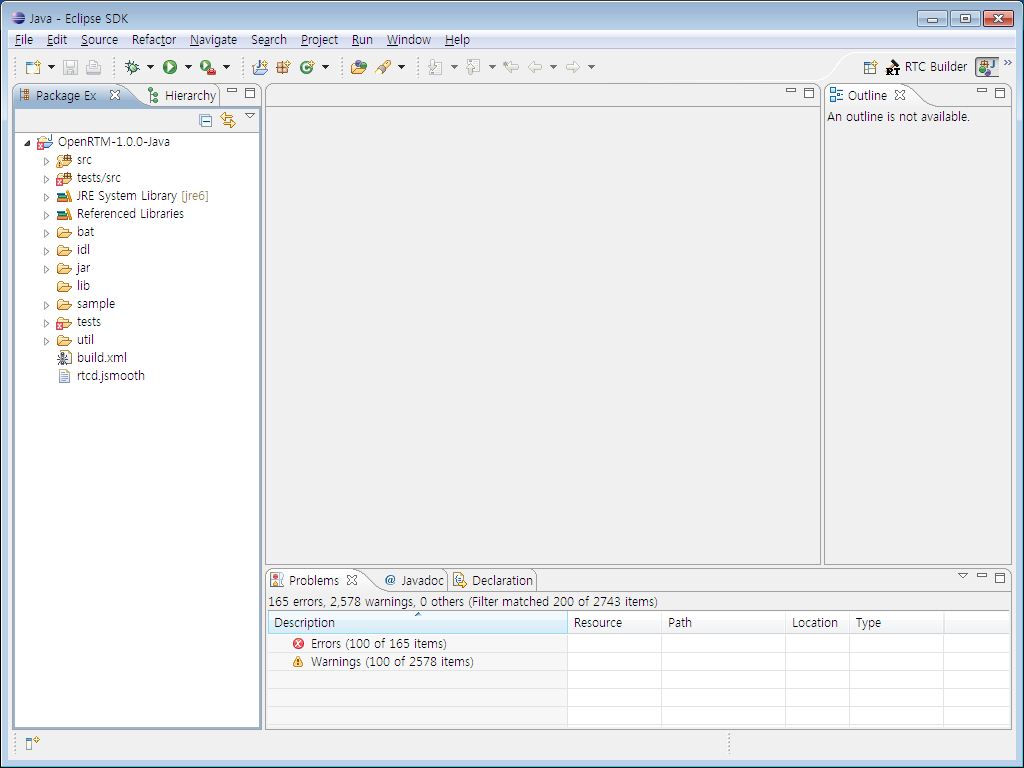 Java - Eclipse SDK
File Edit Source Refactor Navigate Search Project Run Window Help
RTC Builder
Package Ex Hierarchy
OpenRTM-1.0.0-Java
src
tests/src
JRE System Library [jre6]
Referenced Libraries
bat
idl
jar
lib
sample
tests
util
build.xml
rtcd.jsmooth
Outline
An outline is not available.
Problems @ Javadoc Declaration
165 errors, 2,578 warnings, 0 others (Filter matched 200 of 2743 items)
Description Resource Path Location Type
Errors (100 of 165 items)
Warnings (100 of 2578 items)